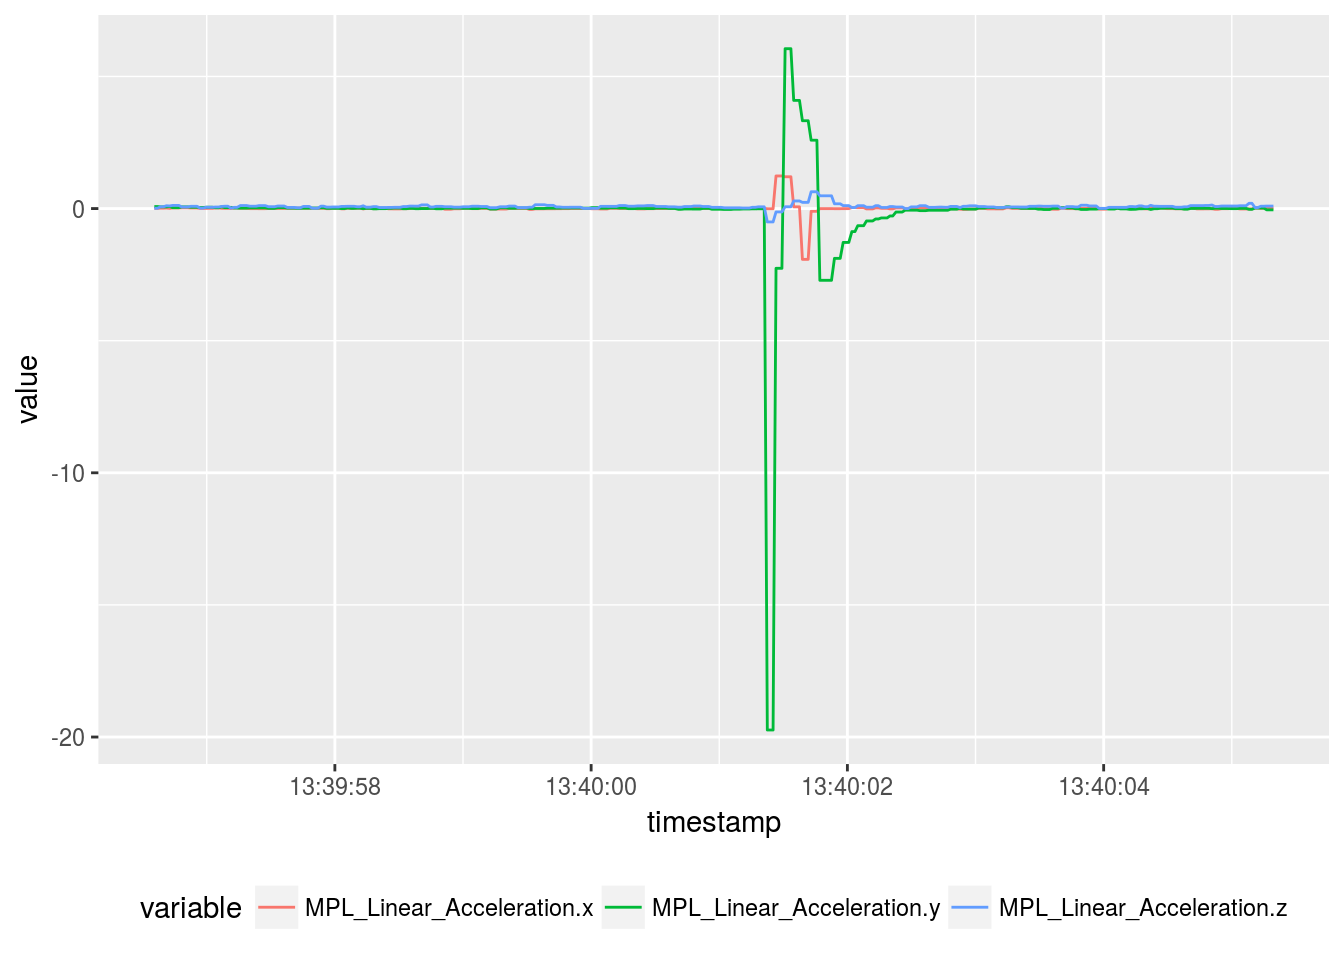 value
0
-10
-20
13:39:58 13:40:00 13:40:02 13:40:04
timestamp
variable MPL_Linear_Acceleration.x MPL_Linear_Acceleration.y MPL_Linear_Acceleration.z